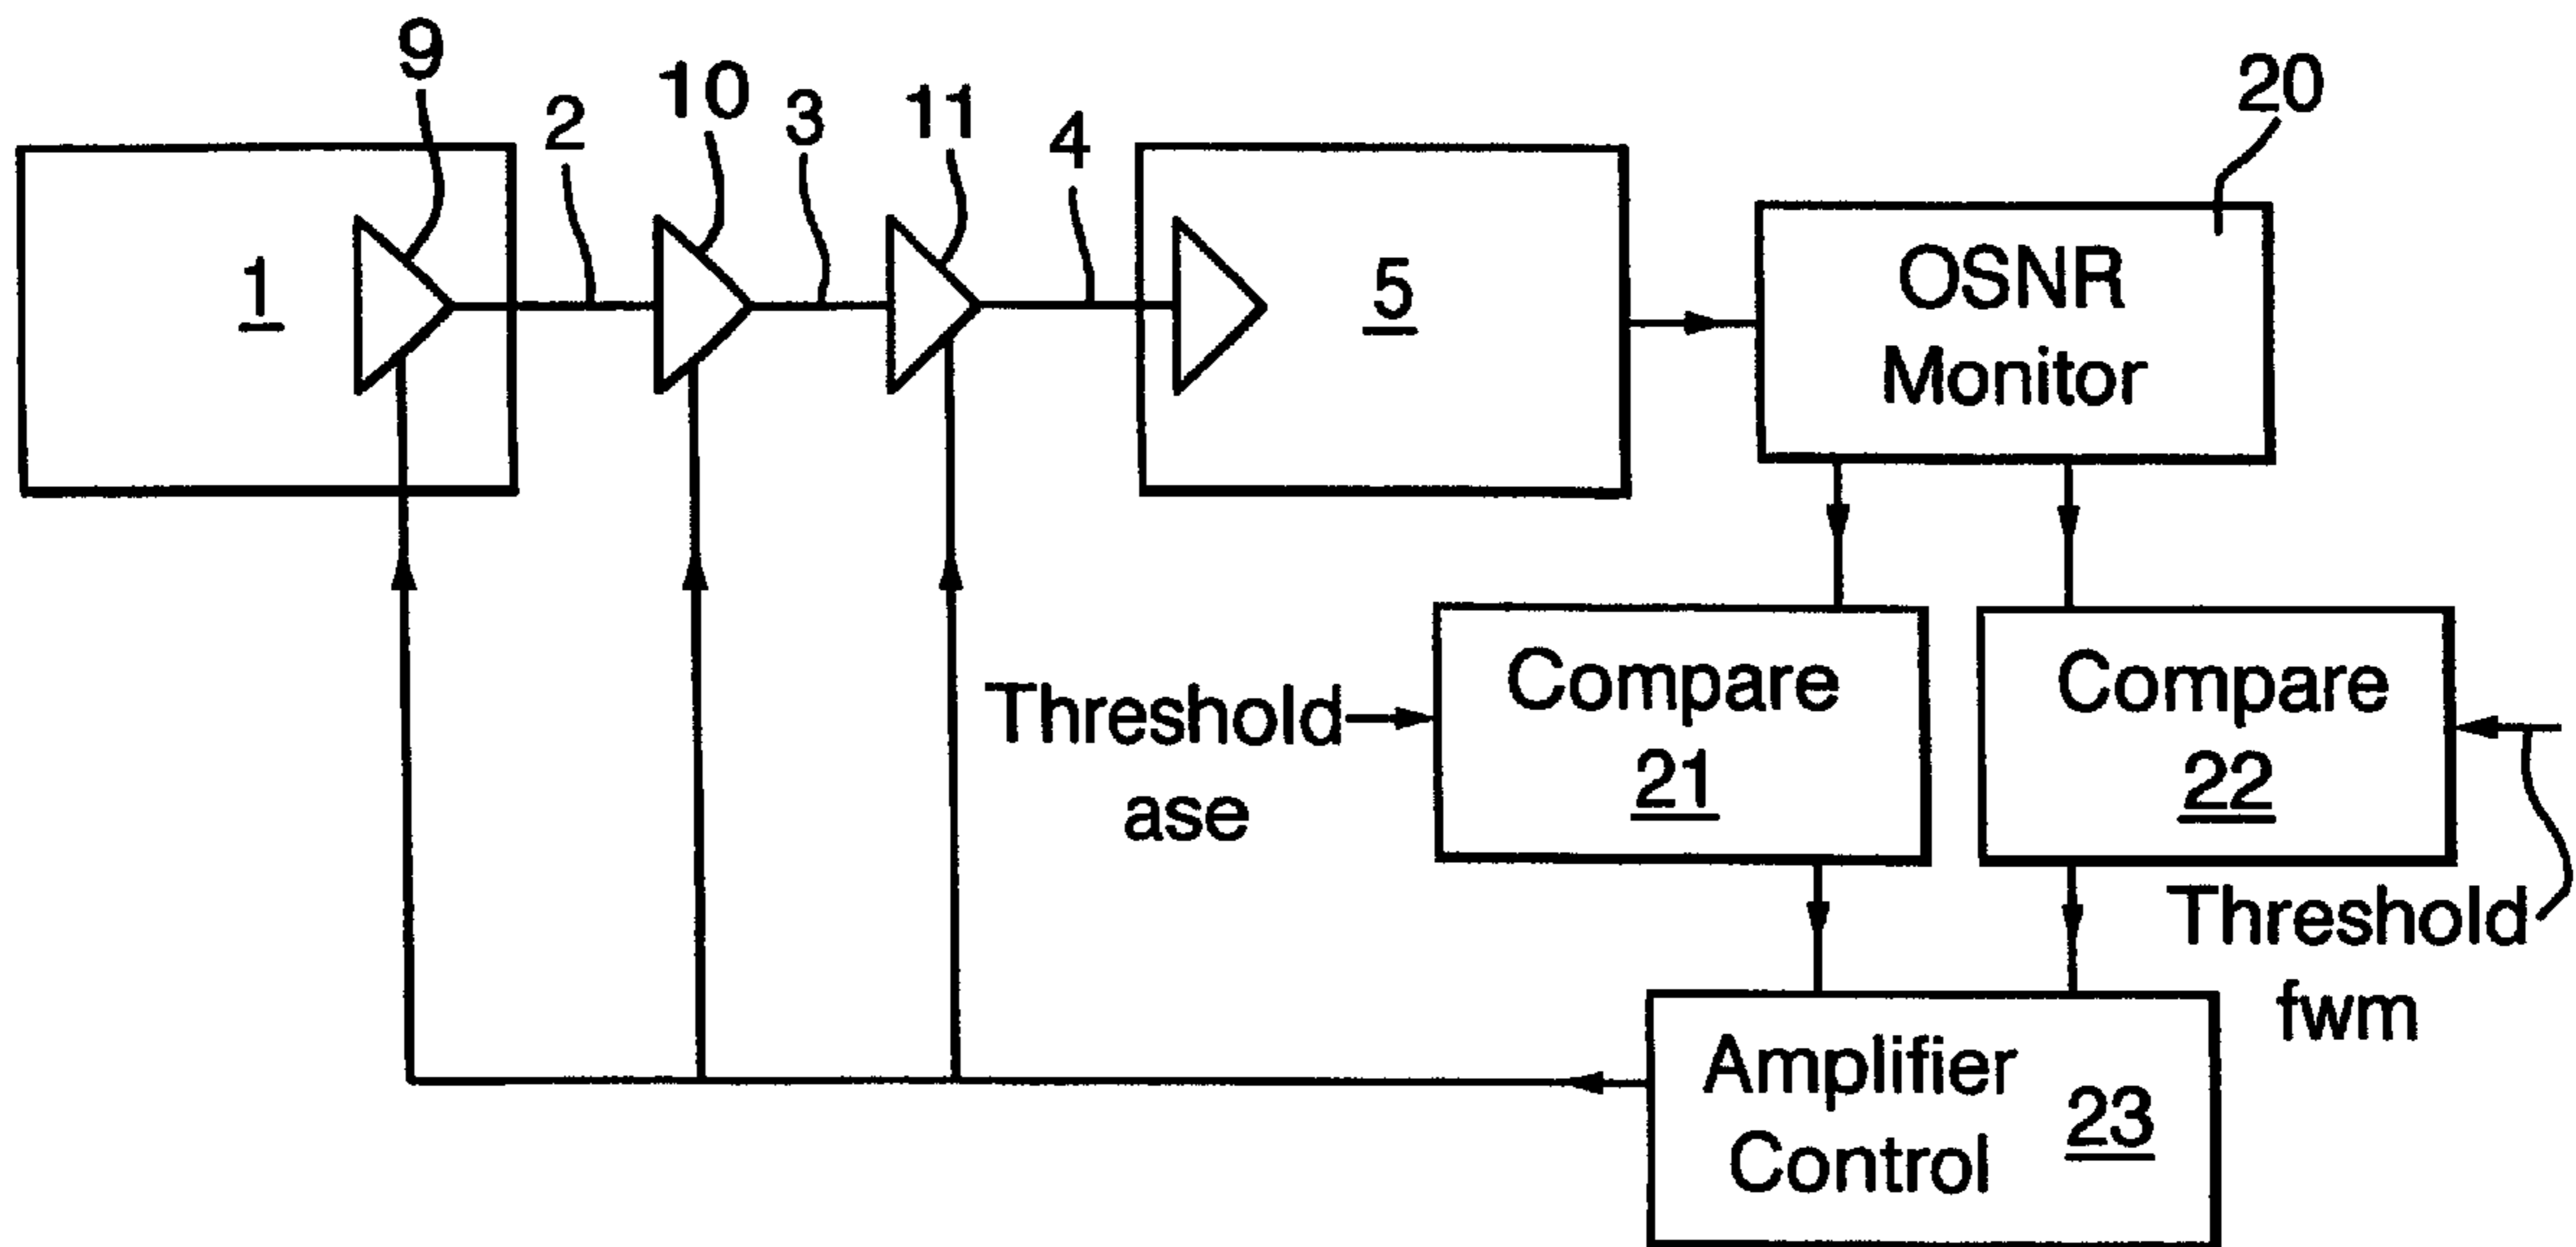 9
10
2
3
11
4
20
1
5
OSNR
Monitor
Threshold
ase
Compare
21
Compare
22
Threshold
fwm
Amplifier
Control
23